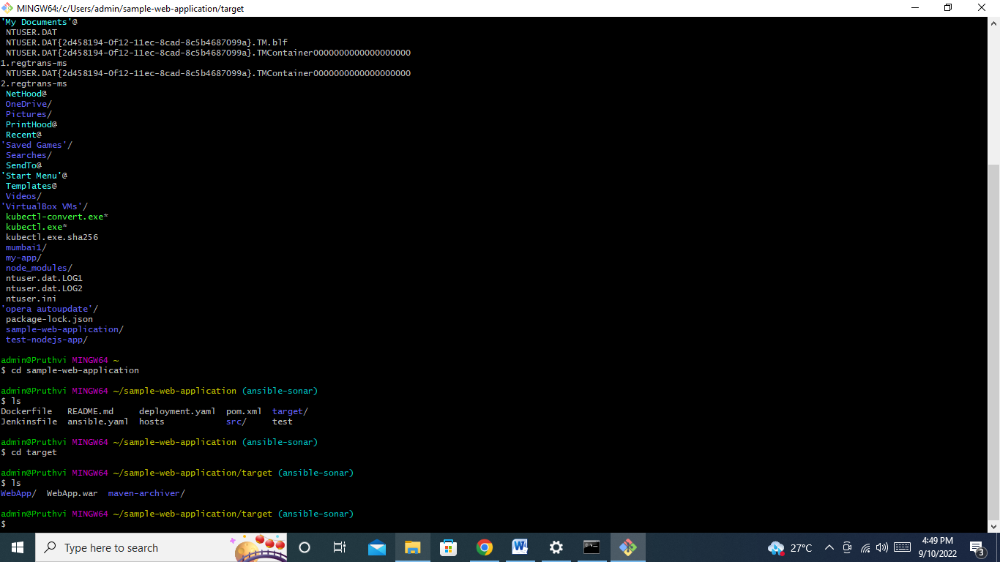 MINGW64:/c/Users/admin/sample-web-application/target
'My Documents'@
NTUSER.DAT
NTUSER.DAT{2d458194-0f12-11ec-8cad-8c5b4687099a}.TM.blf
NTUSER.DAT{2d458194-0f12-11ec-8cad-8c5b4687099a}.TMContainer0000000000000000000
1.regtrans-ms
NTUSER.DAT{2d458194-0f12-11ec-8cad-8c5b4687099a}.TMContainer0000000000000000000
2.regtrans-ms
NetHood@
OneDrive/
Pictures/
PrintHood@
Recent@
'Saved Games'/
Searches/
SendTo@
'Start Menu'@
Templates@
Videos/
'VirtualBox VMs'/
kubectl-convert.exe*
kubectl.exe*
kubectl.exe.sha256
mumbai1/
my-app/
node_modules/
ntuser.dat.LOG1
ntuser.dat.LOG2
ntuser.ini
'opera autoupdate'/
package-lock.json
sample-web-application/
test-nodejs-app/
admin@Pruthvi MINGW64 ~
$ cd sample-web-application
admin@Pruthvi MINGW64 ~/sample-web-application (ansible-sonar)
$ ls
Dockerfile README.md deployment.yaml pom.xml target/
Jenkinsfile ansible.yaml hosts src/ test
admin@Pruthvi MINGW64 ~/sample-web-application (ansible-sonar)
$ cd target
admin@Pruthvi MINGW64 ~/sample-web-application/target (ansible-sonar)
$ ls
WebApp/ WebApp.war maven-archiver/
admin@Pruthvi MINGW64 ~/sample-web-application/target (ansible-sonar)
$
Type here to search
27°C
4:49 PM
9/10/2022
3